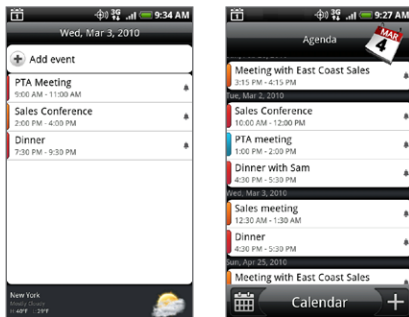 3G 9:34 AM
Wed, Mar 3, 2010
Add event
PTA Meeting
9:00 AM - 11:00 AM
Sales Conference
2:00 PM - 4:00 PM
Dinner
7:30 PM - 9:30 PM
New York
Mostly Cloudy
3G 9:27 AM
Agenda
MAR
4
Meeting with East Coast Sales
3:15 PM - 4:15 PM
Tue, Mar 2, 2010
Sales Conference
10:00 AM - 12:00 PM
PTA meeting
1:00 PM - 2:00 PM
Dinner with Sam
4:30 PM - 5:30 PM
Wed, Mar 3, 2010
Sales meeting
12:30 AM - 1:30 AM
Dinner
4:30 PM - 5:30 PM
Sun, Apr 25, 2010
Meeting with East Coast Sales
Calendar